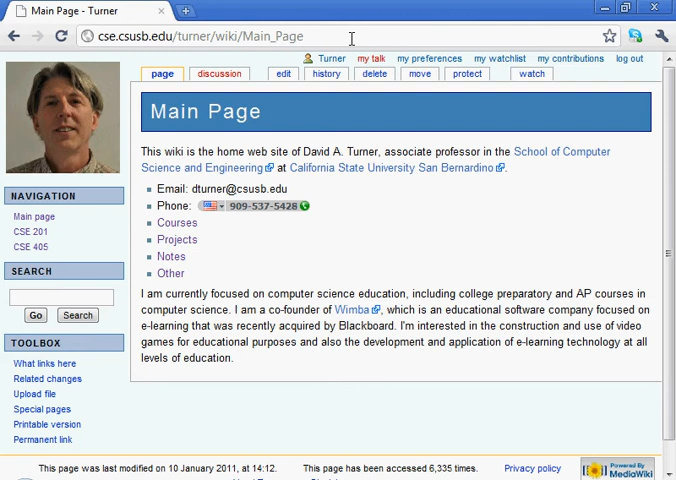 Main Page - Turner
cse.csusb.edu/turner/wiki/Main_Page
Turner my talk my preferences my watchlist my contributions log out
page discussion edit history delete move protect watch
Main Page
This wiki is the home web site of David A. Turner, associate professor in the School of Computer
Science and Engineering at California State University San Bernardino.
Email: dturner@csusb.edu
Phone: 909-537-5428
Courses
Projects
Notes
Other
I am currently focused on computer science education, including college preparatory and AP courses in
computer science. I am a co-founder of Wimba, which is an educational software company focused on
e-learning that was recently acquired by Blackboard. I'm interested in the construction and use of video
games for educational purposes and also the development and application of e-learning technology at all
levels of education.
NAVIGATION
Main page
CSE 201
CSE 405
SEARCH
Go Search
TOOLBOX
What links here
Related changes
Upload file
Special pages
Printable version
Permanent link
This page was last modified on 10 January 2011, at 14:12. This page has been accessed 6,335 times. Privacy policy
Powered By
MediaWiki